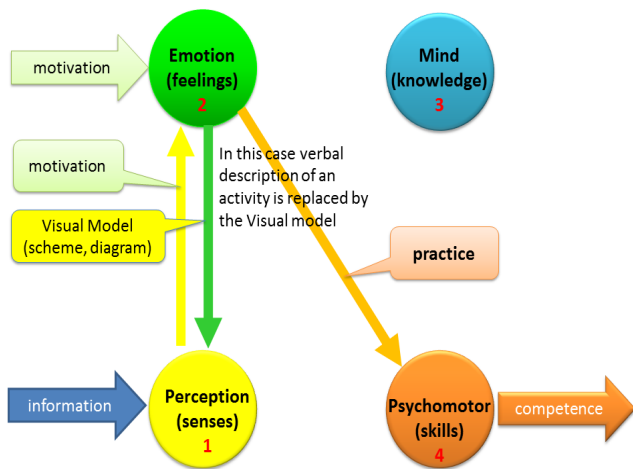 motivation
Emotion
(feelings)
2
Mind
(knowledge)
3
motivation
In this case verbal
description of an
activity is replaced by
the Visual model
Visual Model
(scheme, diagram)
practice
information
Perception
(senses)
1
Psychomotor
(skills)
4
competence